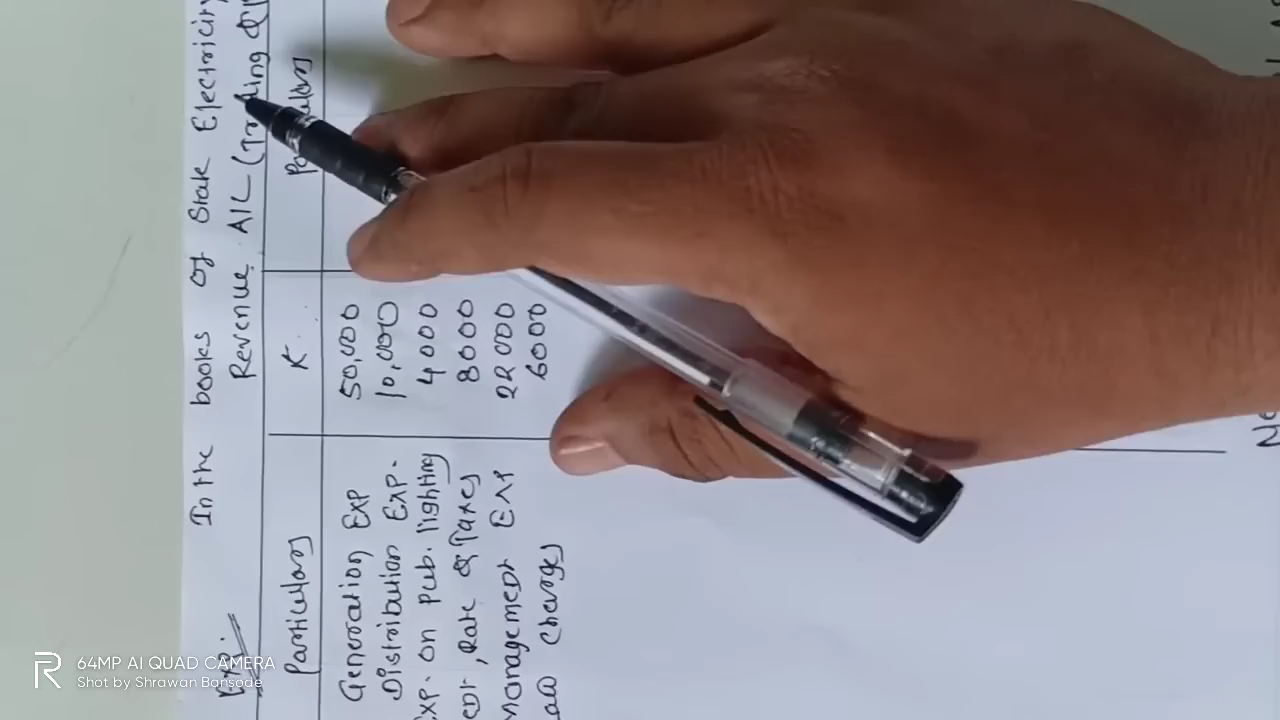 In the books of State Electricity
Revenue A/C (Trading &
Particulars K. Particulars
Generation Exp 50,000
Distribution Exp. 10,000
Exp. on pub. lighting 4000
Rent, Rate & Taxes 8000
Management Exp 22000
Law Charges 6000
64MP AI QUAD CAMERA
Shot by Shrawan Bansode